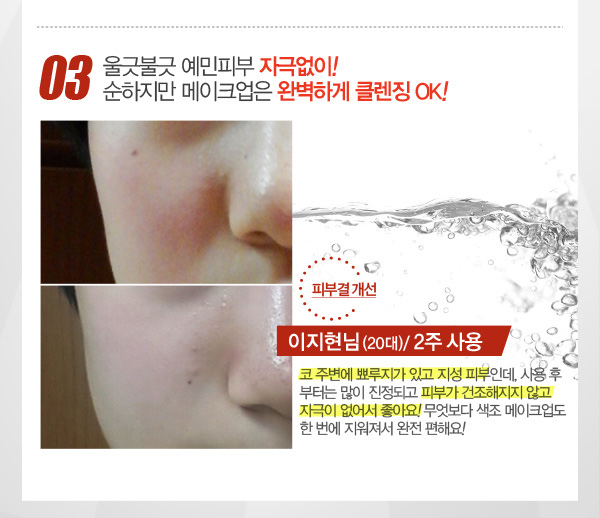 03
울긋불긋 예민피부 자극없이!
순하지만 메이크업은 완벽하게 클렌징 OK!
피부결 개선
이지현님(20대)/ 2주 사용
코 주변에 뾰루지가 있고 지성 피부인데, 사용 후
부터는 많이 진정되고 피부가 건조해지지 않고
자극이 없어서 좋아요! 무엇보다 색조 메이크업도
한 번에 지워져서 완전 편해요!